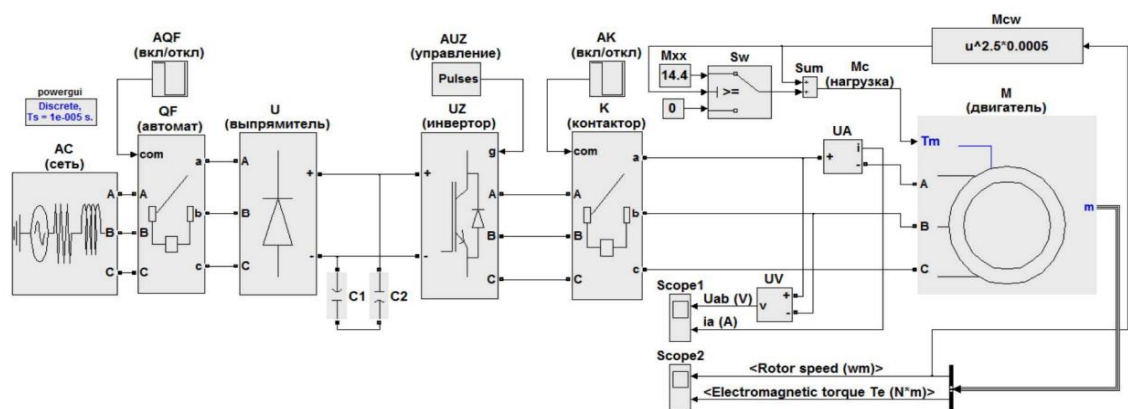 Mcw
u^2.5*0.0005
AQF
(вкл/откл)
AUZ
(управление)
Pulses
AK
(вкл/откл)
Mxx
14.4
0
Sw
>=
Sum
+
+
Mc
(нагрузка)
powergui
Discrete,
Ts = 1e-005 s.
AC
(сеть)
A
B
C
QF
(автомат)
com
A
B
C
a
b
c
U
(выпрямитель)
A
B
C
+
-
C1
C2
UZ
(инвертор)
+
-
g
A
B
C
K
(контактор)
com
A
B
C
a
b
c
UA
+
i
-
M
(двигатель)
Tm
A
B
C
m
UV
v
+
-
Scope1
Uab (V)
ia (A)
Scope2
<Rotor speed (wm)>
<Electromagnetic torque Te (N*m)>